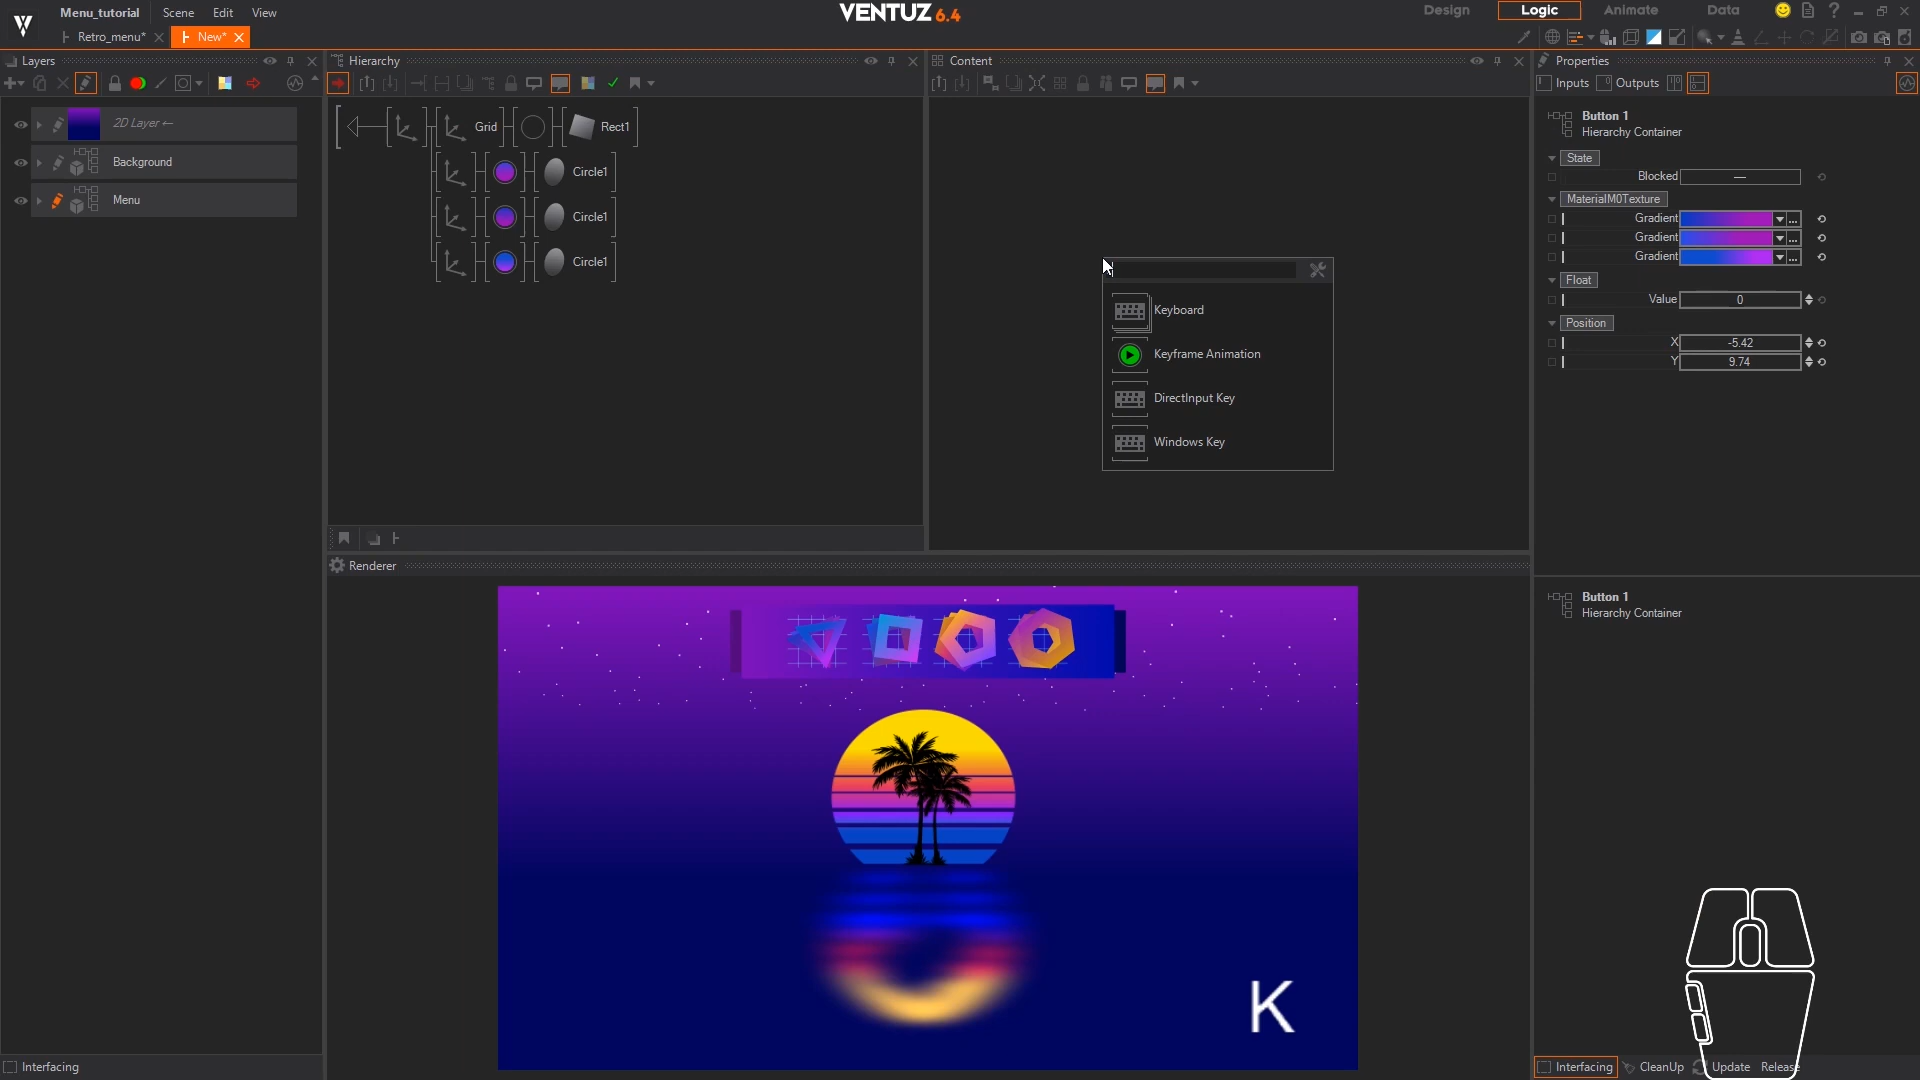 Menu_tutorial Scene Edit View
VENTUZ 6.4
Design Logic Animate Data
Retro_menu* New*
Layers
Hierarchy
Content
Properties
Inputs Outputs
2D Layer
Background
Menu
Grid Rect1
Circle1
Circle1
Circle1
Keyboard
Keyframe Animation
DirectInput Key
Windows Key
Button 1
Hierarchy Container
State
Blocked —
MaterialM0Texture
Gradient ...
Gradient ...
Gradient ...
Float
Value 0
Position
X -5.42
Y 9.74
Renderer
Button 1
Hierarchy Container
K
Interfacing
Interfacing CleanUp Update Release